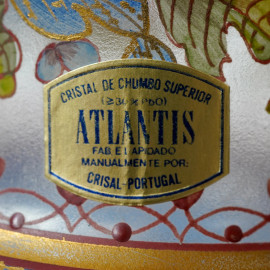 CRISTAL DE CHUMBO SUPERIOR
(≥30% PbO)
ATLANTIS
FAB. E LAPIDADO
MANUALMENTE POR:
CRISAL-PORTUGAL